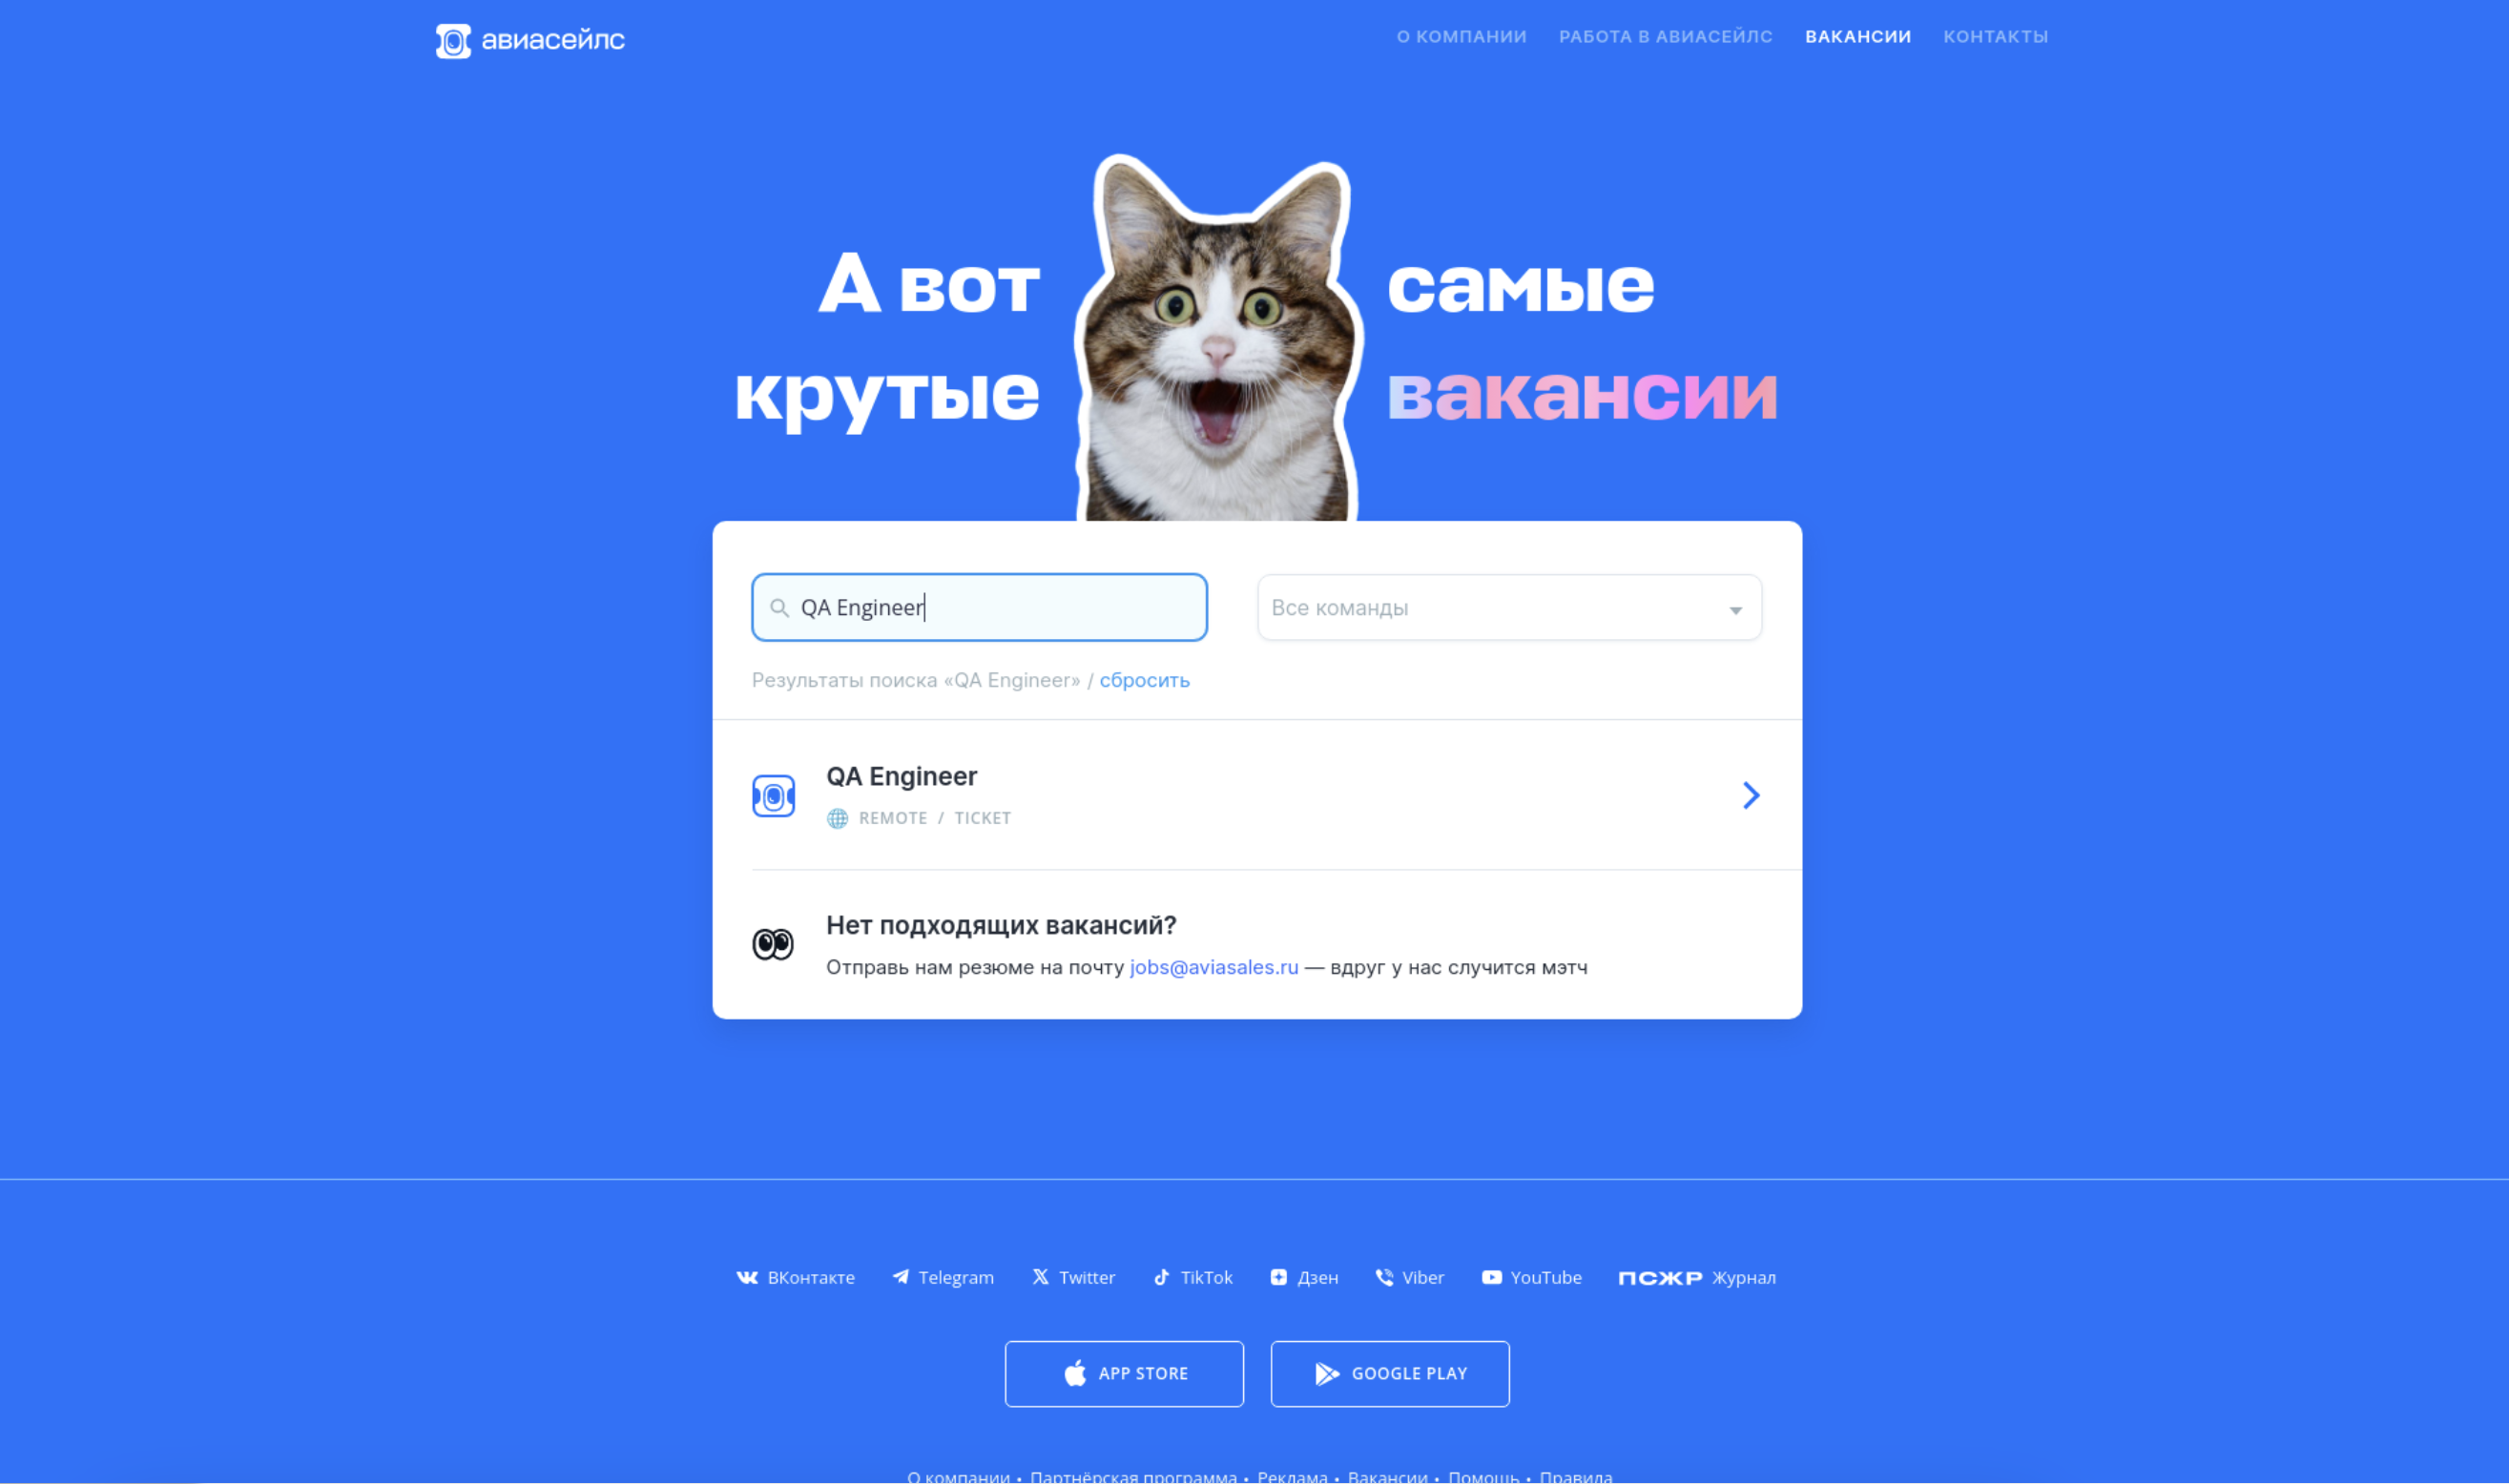 авиасейлс
О КОМПАНИИ РАБОТА В АВИАСЕЙЛС ВАКАНСИИ КОНТАКТЫ
А вот самые
крутые вакансии
QA Engineer
Все команды
Результаты поиска «QA Engineer» / сбросить
QA Engineer
REMOTE / TICKET
Нет подходящих вакансий?
Отправь нам резюме на почту jobs@aviasales.ru — вдруг у нас случится мэтч
ВКонтакте Telegram Twitter TikTok Дзен Viber YouTube ПСЖР Журнал
APP STORE GOOGLE PLAY
О компании • Партнёрская программа • Реклама • Вакансии • Помощь • Правила